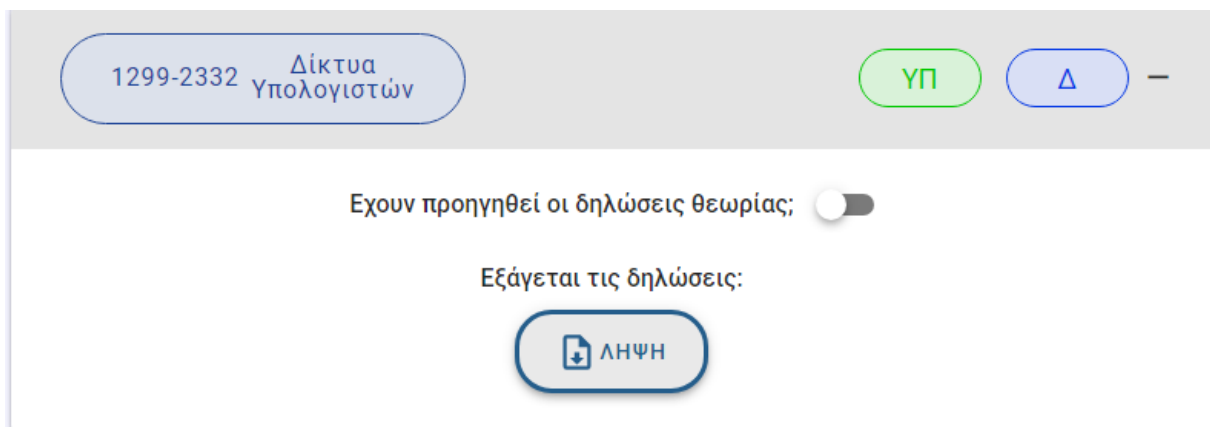 1299-2332 Δίκτυα Υπολογιστών ΥΠ Δ
Εχουν προηγηθεί οι δηλώσεις θεωρίας;
Εξάγεται τις δηλώσεις:
ΛΗΨΗ